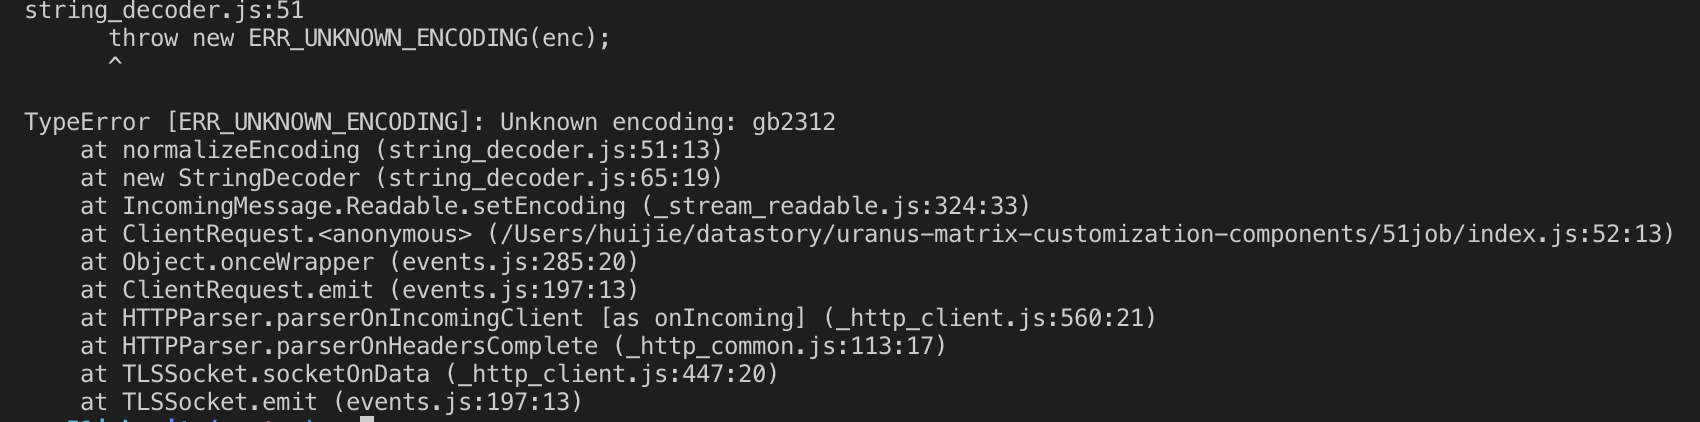 string_decoder.js:51
throw new ERR_UNKNOWN_ENCODING(enc);
^
TypeError [ERR_UNKNOWN_ENCODING]: Unknown encoding: gb2312
at normalizeEncoding (string_decoder.js:51:13)
at new StringDecoder (string_decoder.js:65:19)
at IncomingMessage.Readable.setEncoding (_stream_readable.js:324:33)
at ClientRequest.<anonymous> (/Users/huijie/datastory/uranus-matrix-customization-components/51job/index.js:52:13)
at Object.onceWrapper (events.js:285:20)
at ClientRequest.emit (events.js:197:13)
at HTTPParser.parserOnIncomingClient [as onIncoming] (_http_client.js:560:21)
at HTTPParser.parserOnHeadersComplete (_http_common.js:113:17)
at TLSSocket.socketOnData (_http_client.js:447:20)
at TLSSocket.emit (events.js:197:13)